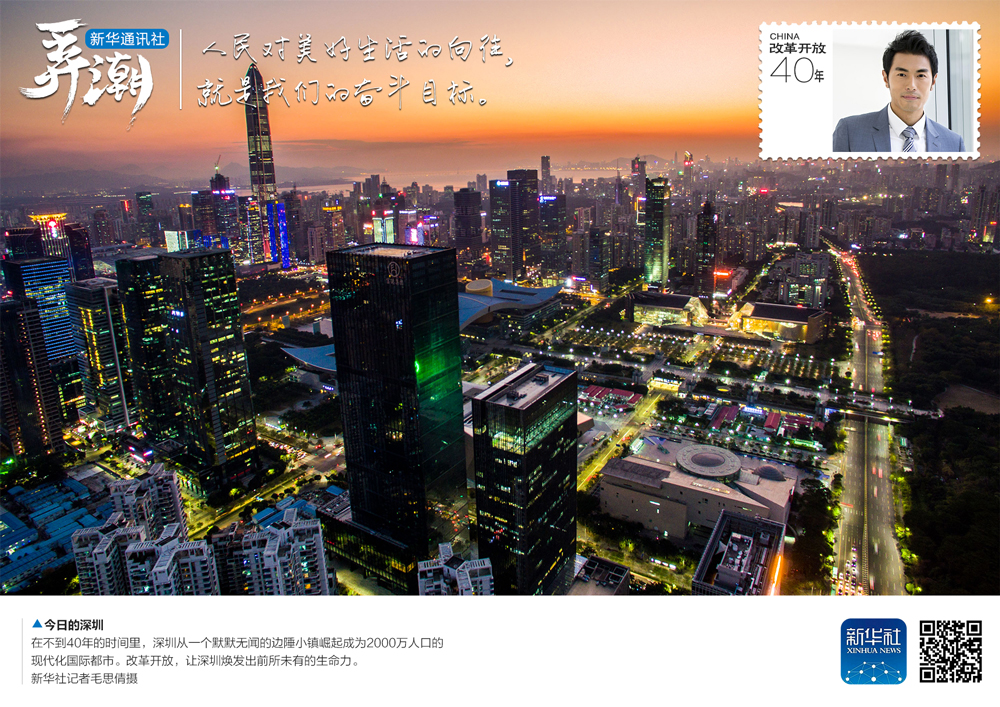 弄潮
新华通讯社
人民对美好生活的向往，
就是我们的奋斗目标。
CHINA
改革开放
40年
▲今日的深圳
在不到40年的时间里，深圳从一个默默无闻的边陲小镇崛起成为2000万人口的
现代化国际都市。改革开放，让深圳焕发出前所未有的生命力。
新华社记者毛思倩摄
新华社
XINHUA NEWS